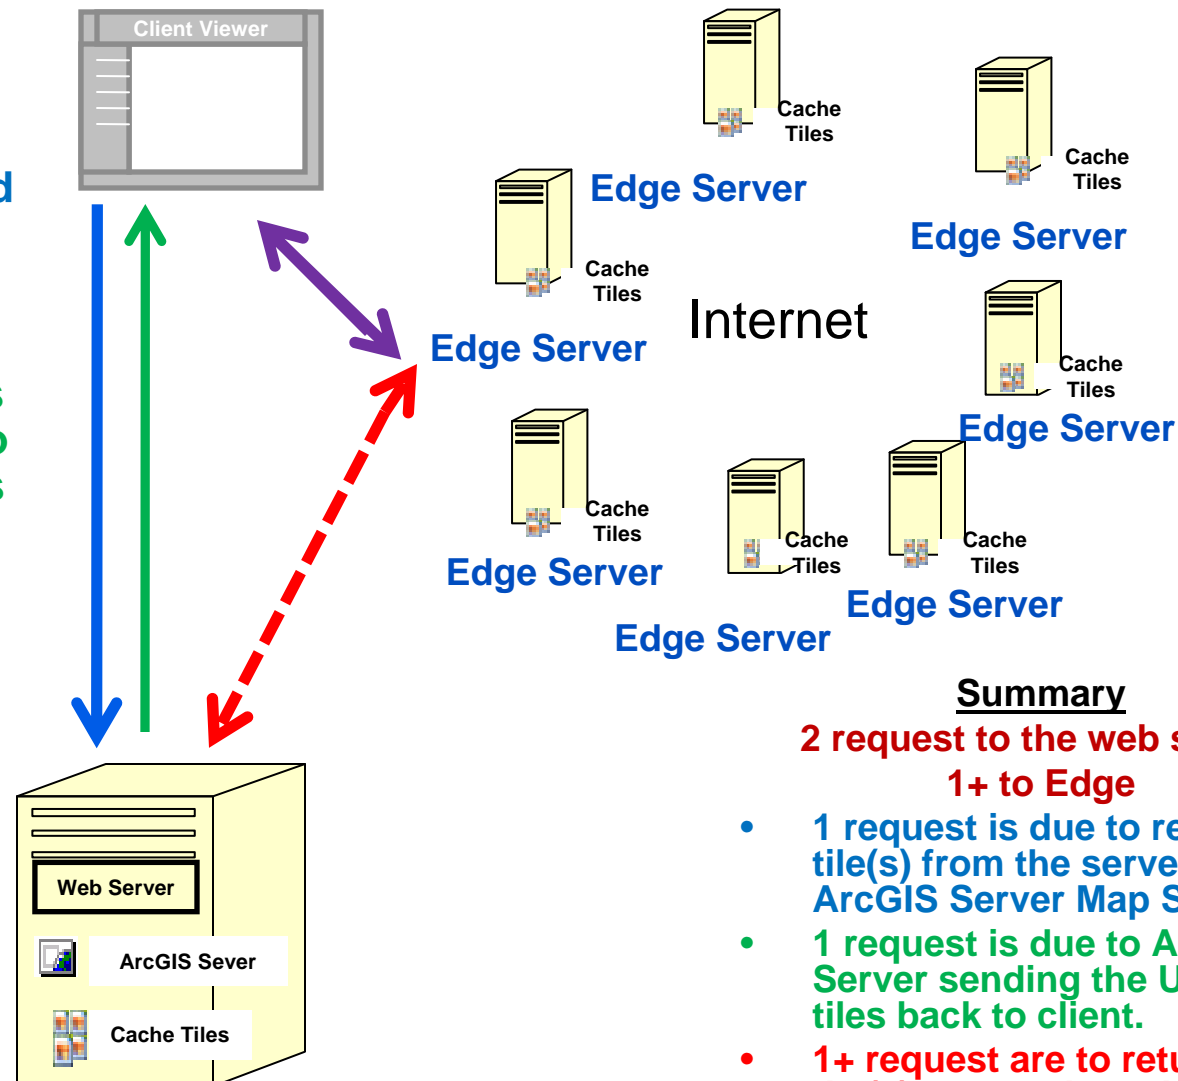 Client Viewer
Cache
Tiles
Edge Server
Cache
Tiles
Edge Server
Cache
Tiles
Edge Server
Internet
Cache
Tiles
Edge Server
Cache
Tiles
Edge Server
Cache
Tiles
Edge Server
Cache
Tiles
Edge Server
Summary
2 request to the web s
1+ to Edge
• 1 request is due to re
tile(s) from the serve
ArcGIS Server Map S
• 1 request is due to A
Server sending the U
tiles back to client.
• 1+ request are to retu
Web Server
ArcGIS Sever
Cache Tiles